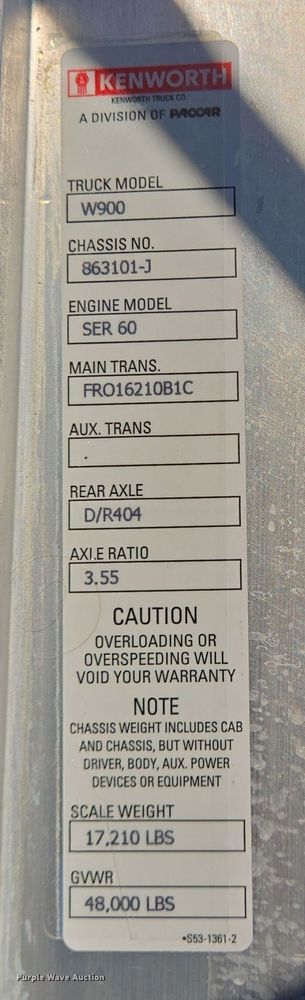 KENWORTH
KENWORTH TRUCK CO.
A DIVISION OF PACCAR
TRUCK MODEL
W900
CHASSIS NO.
863101-J
ENGINE MODEL
SER 60
MAIN TRANS.
FRO16210B1C
AUX. TRANS
.
REAR AXLE
D/R404
AXLE RATIO
3.55
CAUTION
OVERLOADING OR
OVERSPEEDING WILL
VOID YOUR WARRANTY
NOTE
CHASSIS WEIGHT INCLUDES CAB
AND CHASSIS, BUT WITHOUT
DRIVER, BODY, AUX. POWER
DEVICES OR EQUIPMENT
SCALE WEIGHT
17,210 LBS
GVWR
48,000 LBS
•S53-1361-2
Purple Wave Auction